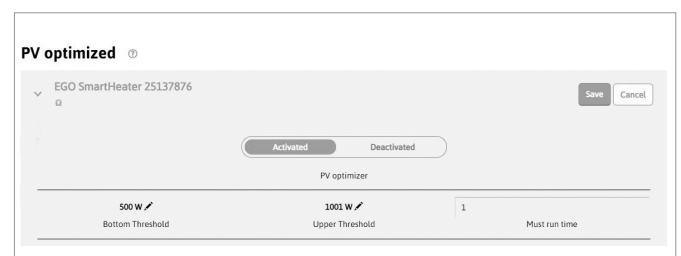 PV optimized ?
EGO SmartHeater 25137876
Save Cancel
Activated Deactivated
PV optimizer
500 W 1001 W 1
Bottom Threshold Upper Threshold Must run time